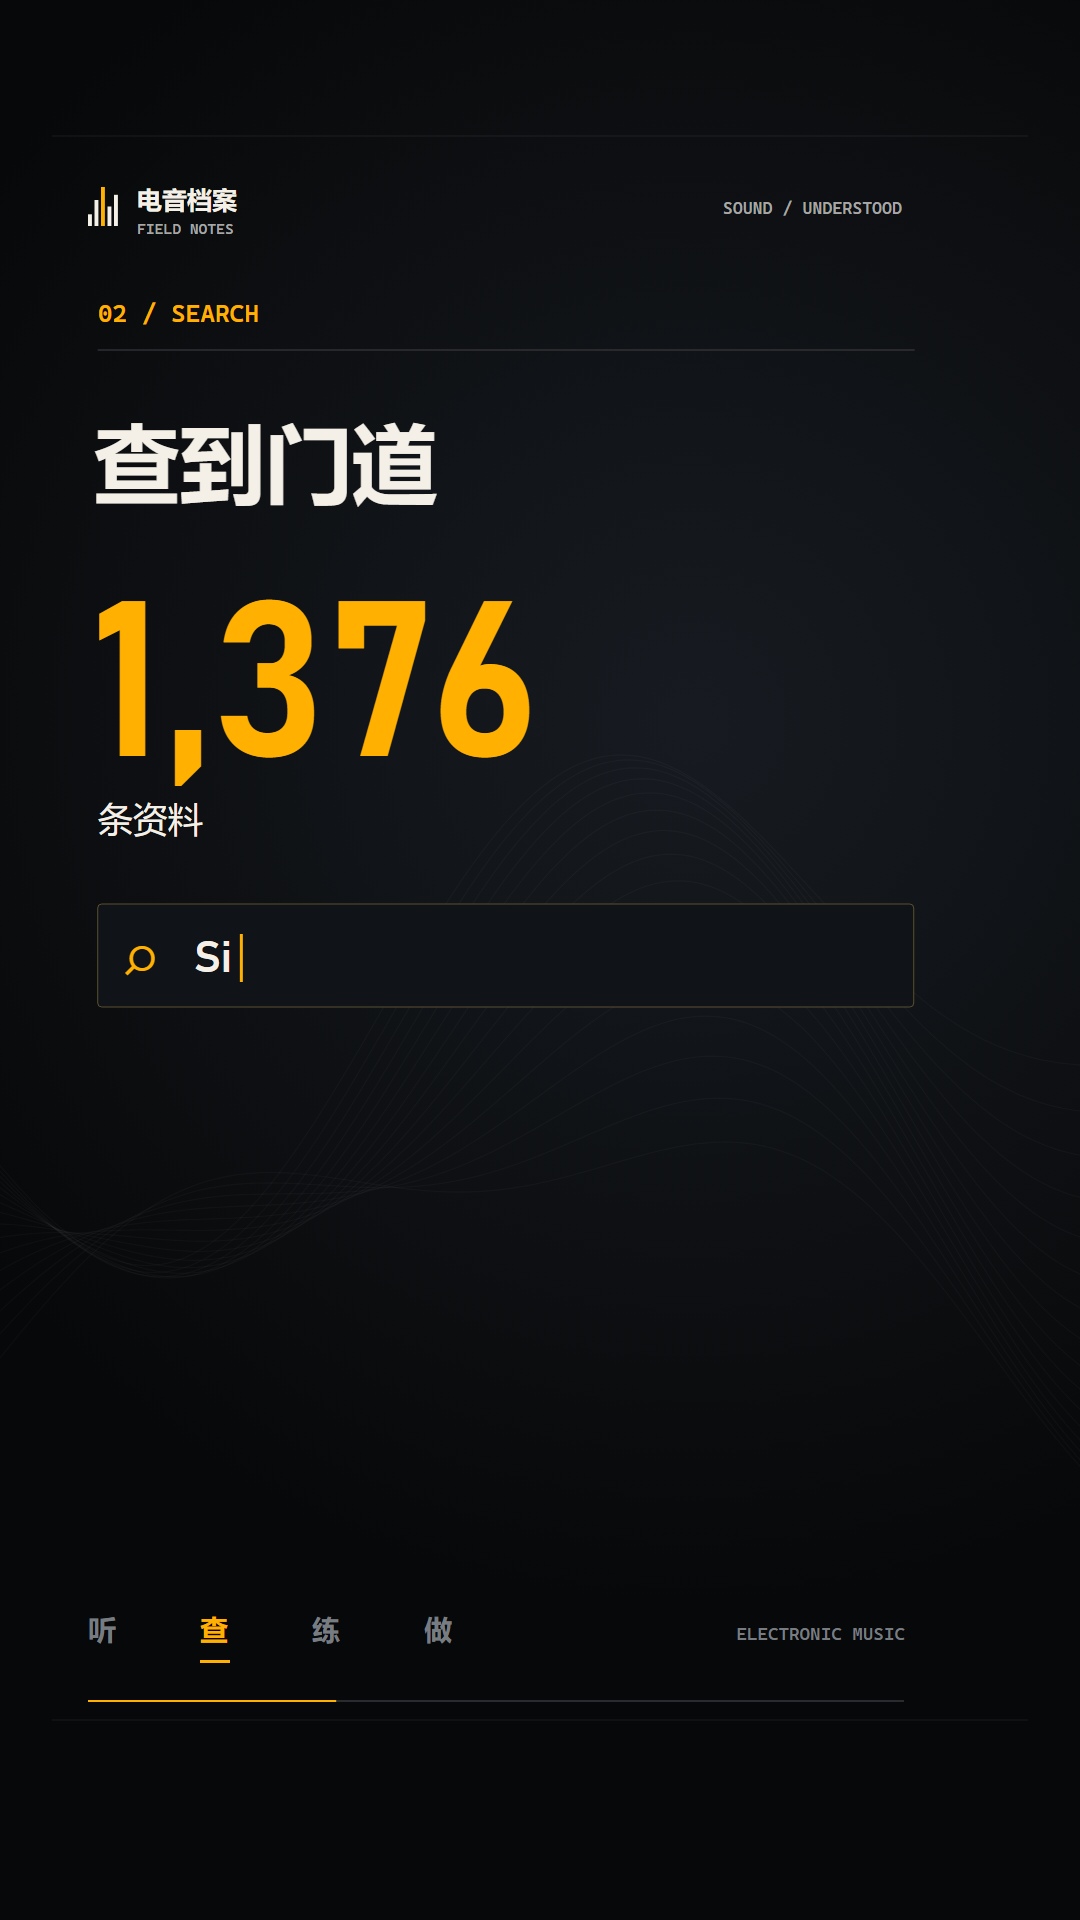 电音档案
FIELD NOTES
SOUND / UNDERSTOOD
02 / SEARCH
查到门道
1,376
条资料
Si
听 查 练 做
ELECTRONIC MUSIC